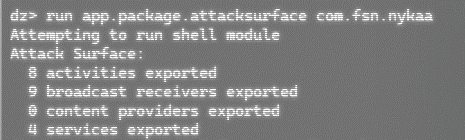 dz> run app.package.attacksurface com.fsn.nykaa
Attempting to run shell module
Attack Surface:
8 activities exported
9 broadcast receivers exported
0 content providers exported
4 services exported